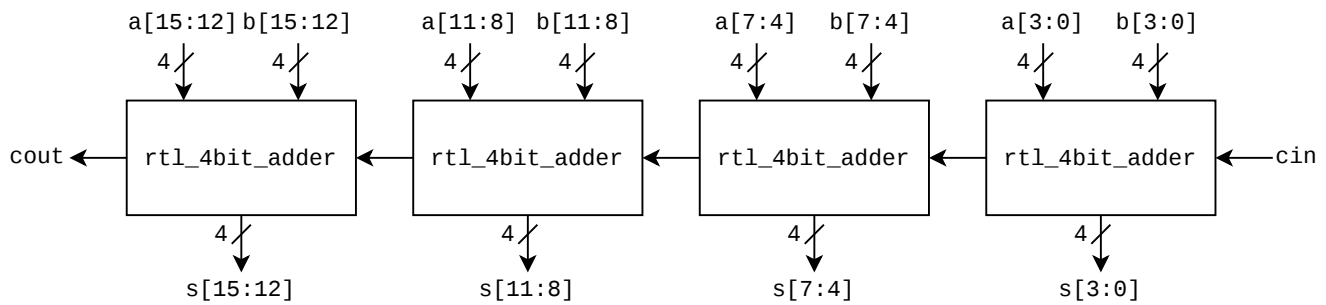 a[15:12] b[15:12] a[11:8] b[11:8] a[7:4] b[7:4] a[3:0] b[3:0]
4 4 4 4 4 4 4 4
cout rtl_4bit_adder rtl_4bit_adder rtl_4bit_adder rtl_4bit_adder cin
4 4 4 4
s[15:12] s[11:8] s[7:4] s[3:0]